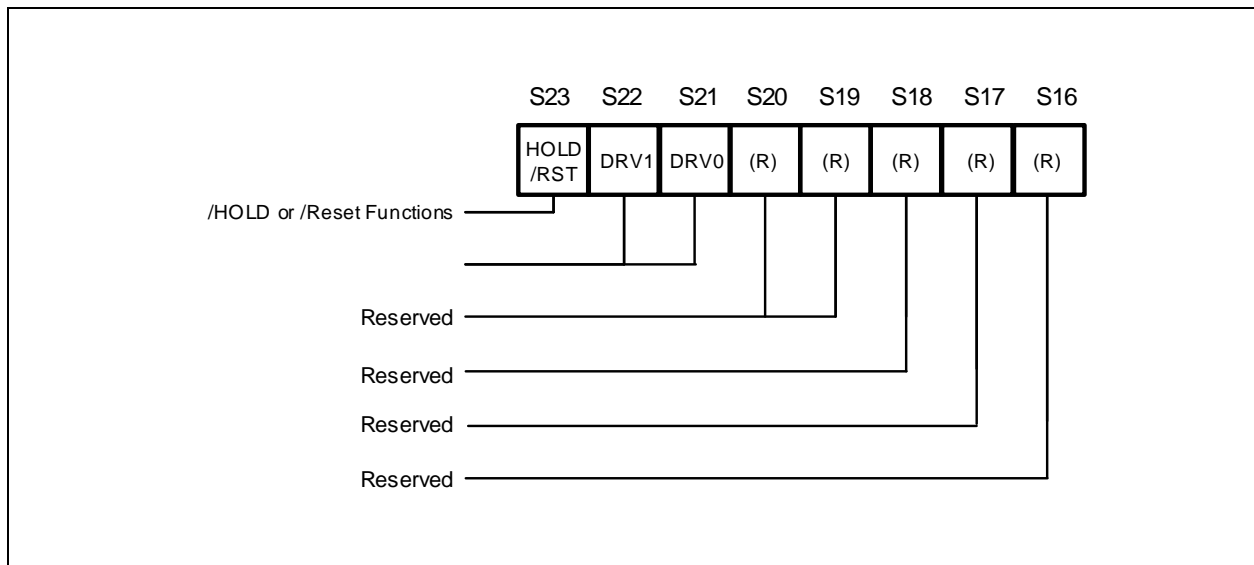 S23 S22 S21 S20 S19 S18 S17 S16
HOLD
/RST DRV1 DRV0 (R) (R) (R) (R) (R)
/HOLD or /Reset Functions
Reserved
Reserved
Reserved
Reserved